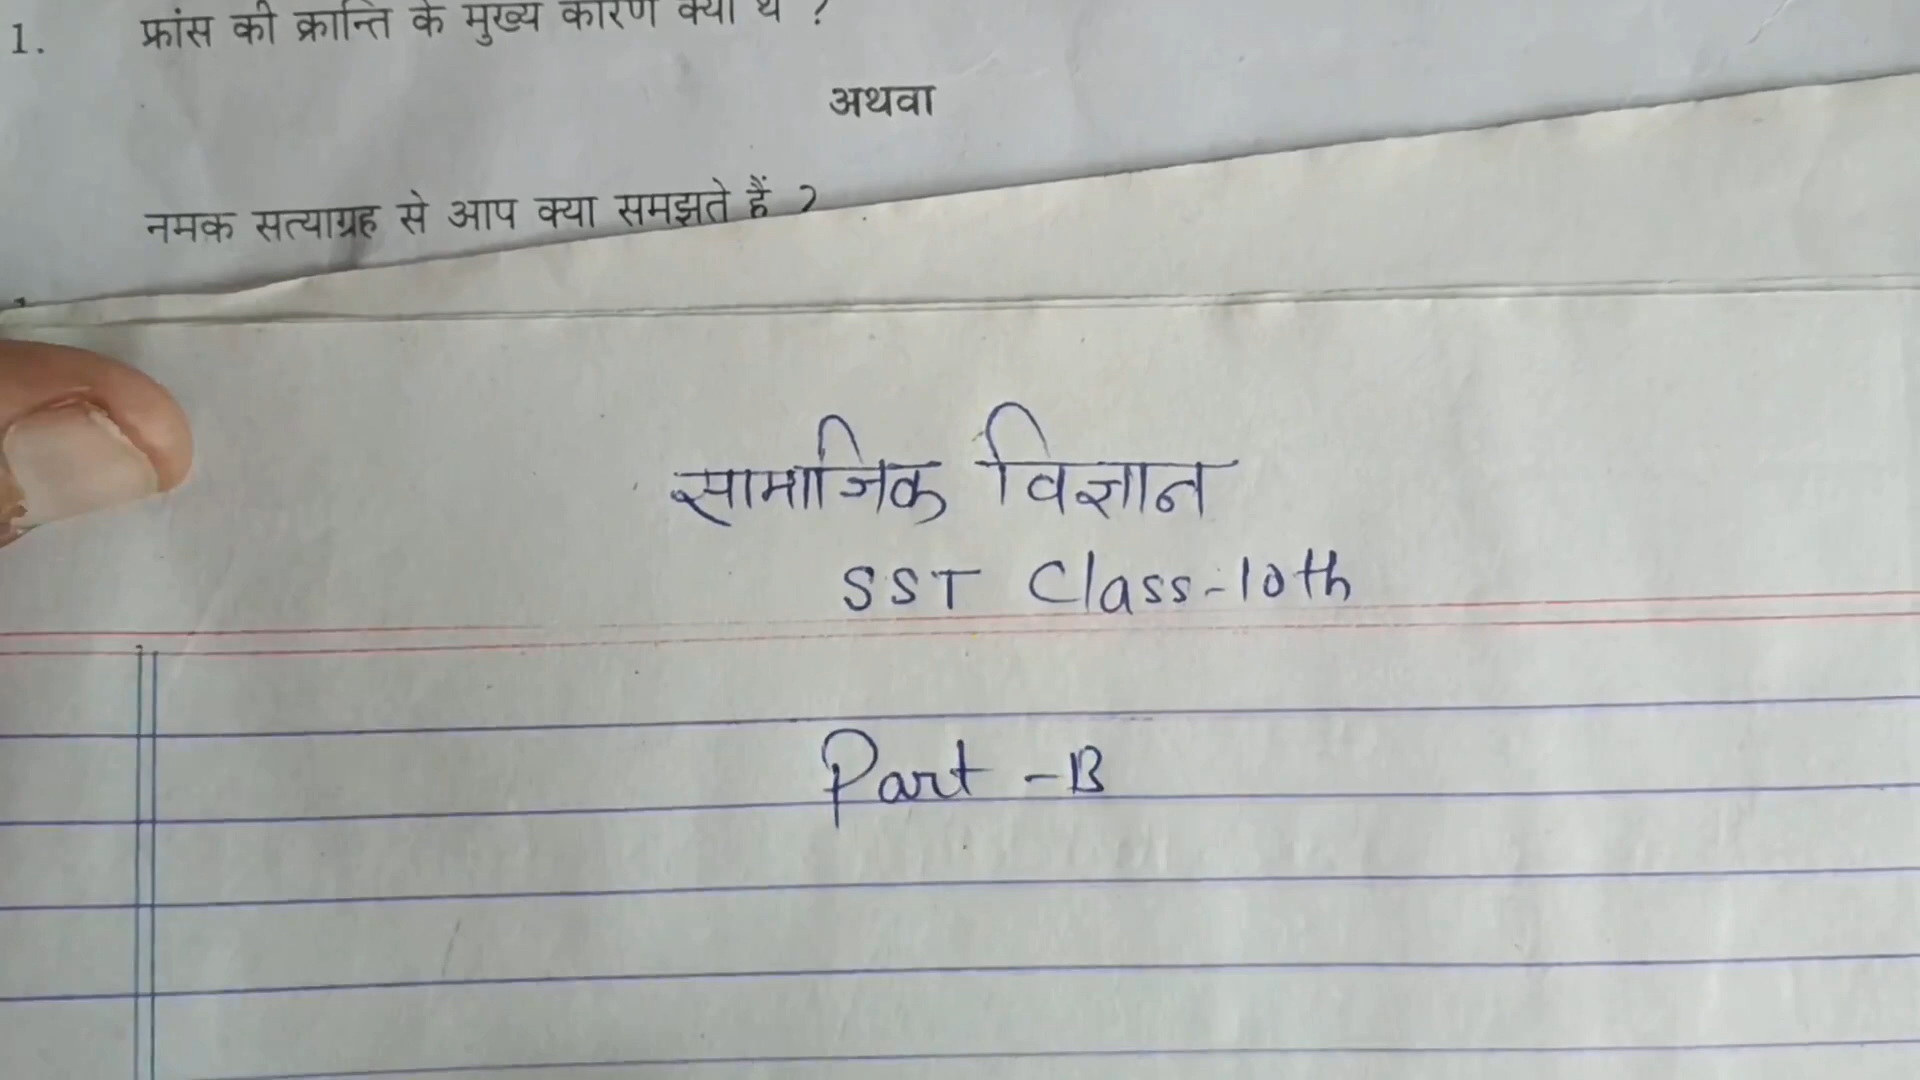 1. फ्रांस की क्रान्ति के मुख्य कारण क्या थे ?
अथवा
नमक सत्याग्रह से आप क्या समझते हैं ?
सामाजिक विज्ञान
SST Class-10th
Part -B